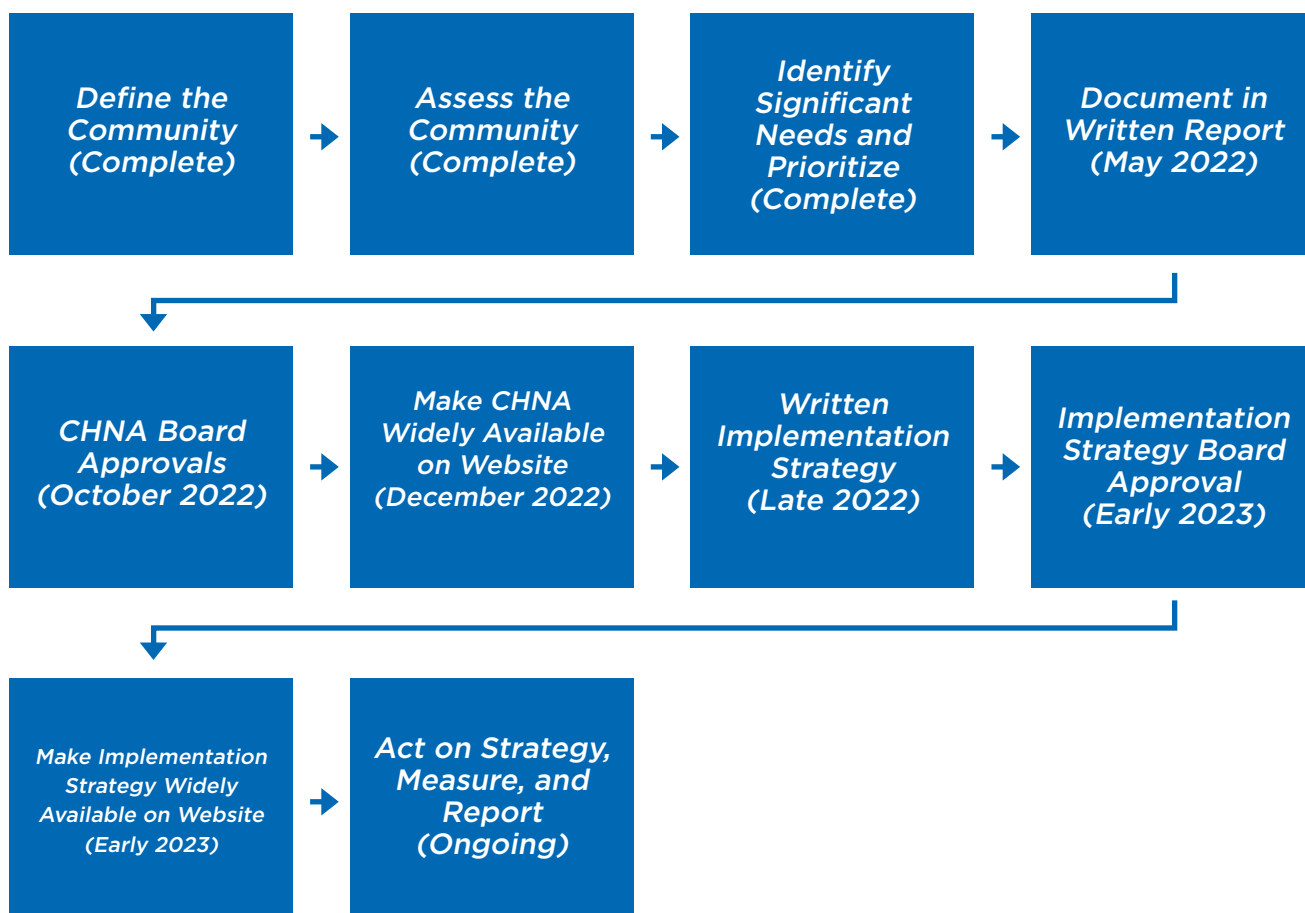 Define the
Community
(Complete)
Assess the
Community
(Complete)
Identify
Significant
Needs and
Prioritize
(Complete)
Document in
Written Report
(May 2022)
CHNA Board
Approvals
(October 2022)
Make CHNA
Widely Available
on Website
(December 2022)
Written
Implementation
Strategy
(Late 2022)
Implementation
Strategy Board
Approval
(Early 2023)
Make Implementation
Strategy Widely
Available on Website
(Early 2023)
Act on Strategy,
Measure, and
Report
(Ongoing)